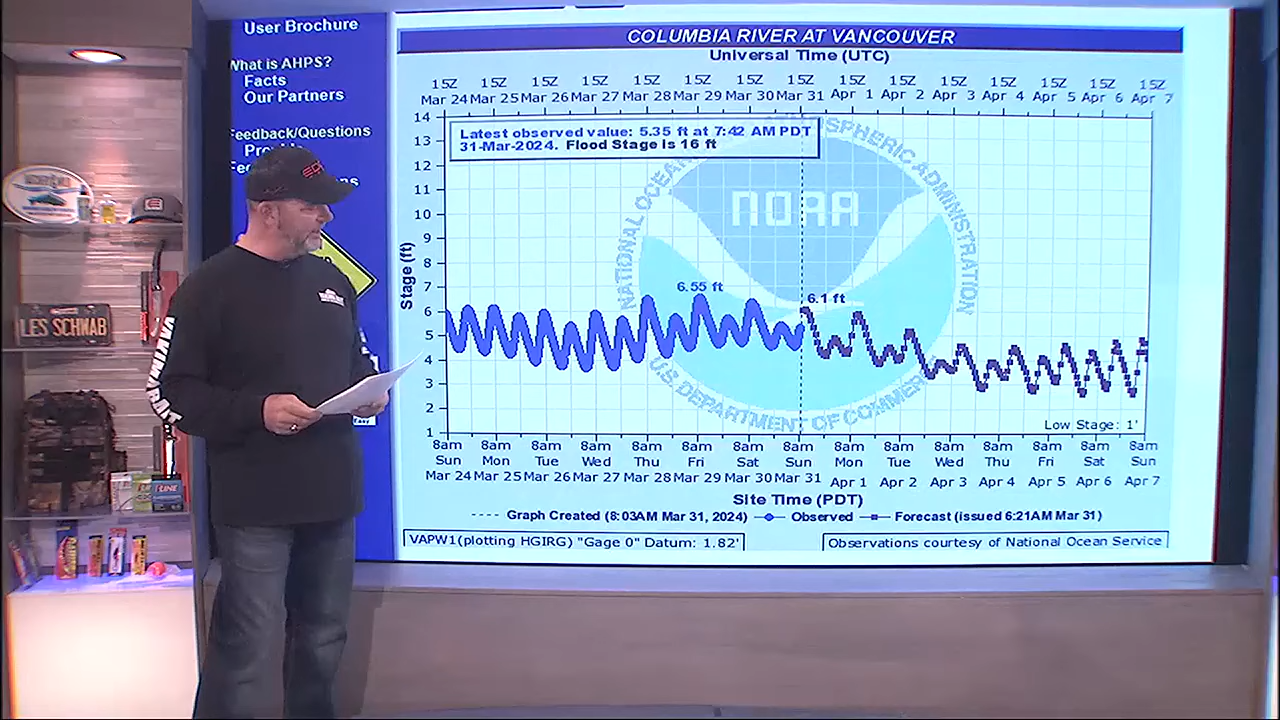 User Brochure
What is AHPS?
Facts
Our Partners
Feedback/Questions
COLUMBIA RIVER AT VANCOUVER
Universal Time (UTC)
15Z 15Z 15Z 15Z 15Z 15Z 15Z 15Z 15Z 15Z 15Z 15Z 15Z 15Z 15Z
Mar 24 Mar 25 Mar 26 Mar 27 Mar 28 Mar 29 Mar 30 Mar 31 Apr 1 Apr 2 Apr 3 Apr 4 Apr 5 Apr 6 Apr 7
Latest observed value: 5.35 ft at 7:42 AM PDT
31-Mar-2024. Flood Stage is 16 ft
14
13
12
11
10
9
8
7
6
5
4
3
2
1
Stage (ft)
NOAA
ATMOSPHERIC ADMINISTRATION
NATIONAL OCEAN
U.S. DEPARTMENT OF COMMER
6.55 ft
6.1 ft
Low Stage: 1'
8am 8am 8am 8am 8am 8am 8am 8am 8am 8am 8am 8am 8am 8am 8am
Sun Mon Tue Wed Thu Fri Sat Sun Mon Tue Wed Thu Fri Sat Sun
Mar 24 Mar 25 Mar 26 Mar 27 Mar 28 Mar 29 Mar 30 Mar 31 Apr 1 Apr 2 Apr 3 Apr 4 Apr 5 Apr 6 Apr 7
Site Time (PDT)
Graph Created (8:03AM Mar 31, 2024) Observed Forecast (issued 6:21AM Mar 31)
VAPW1(plotting HGIRG) "Gage 0" Datum: 1.82'
Observations courtesy of National Ocean Service
LES SCHWAB